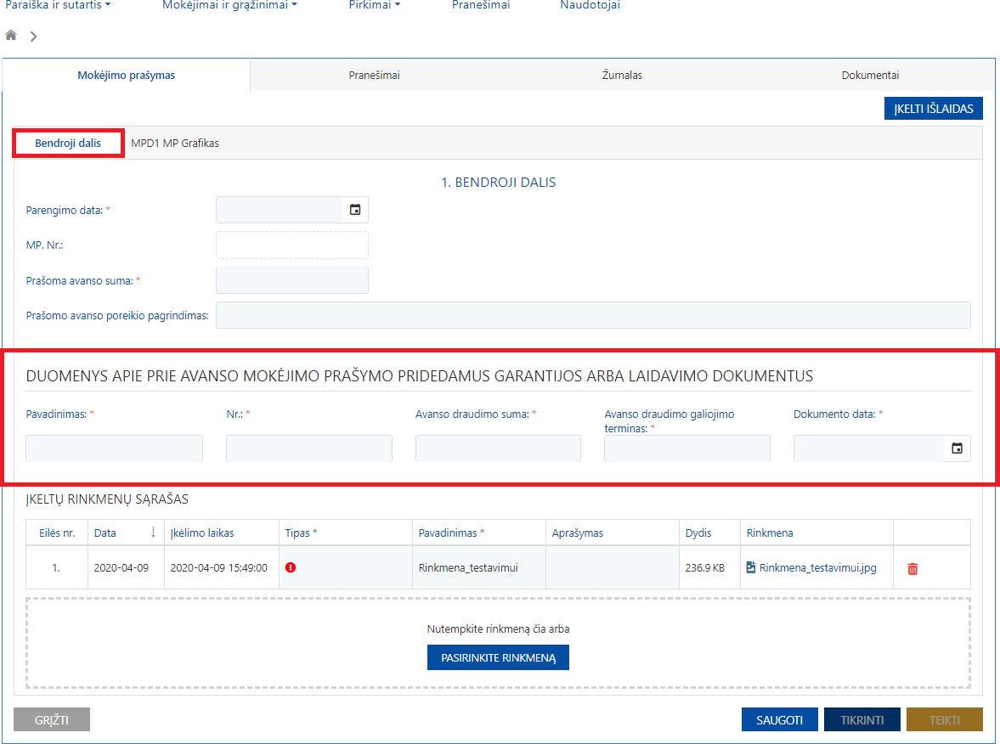 Paraiška ir sutartis Mokėjimai ir grąžinimai Pirkimai Pranešimai Naudotojai
Mokėjimo prašymas Pranešimai Žurnalas Dokumentai
ĮKELTI IŠLAIDAS
Bendroji dalis MPD1 MP Grafikas
1. BENDROJI DALIS
Parengimo data: *
MP. Nr.:
Prašoma avanso suma: *
Prašomo avanso poreikio pagrindimas:
DUOMENYS APIE PRIE AVANSO MOKĖJIMO PRAŠYMO PRIDEDAMUS GARANTIJOS ARBA LAIDAVIMO DOKUMENTUS
Pavadinimas: * Nr.: * Avanso draudimo suma: * Avanso draudimo galiojimo Dokumento data: *
terminas: *
ĮKELTŲ RINKMENŲ SĄRAŠAS
Eilės nr. Data ↓ Įkėlimo laikas Tipas * Pavadinimas * Aprašymas Dydis Rinkmena
1. 2020-04-09 2020-04-09 15:49:00 Rinkmena_testavimui 236.9 KB Rinkmena_testavimui.jpg
Nutempkite rinkmeną čia arba
PASIRINKITE RINKMENĄ
GRĮŽTI SAUGOTI TIKRINTI TEIKTI